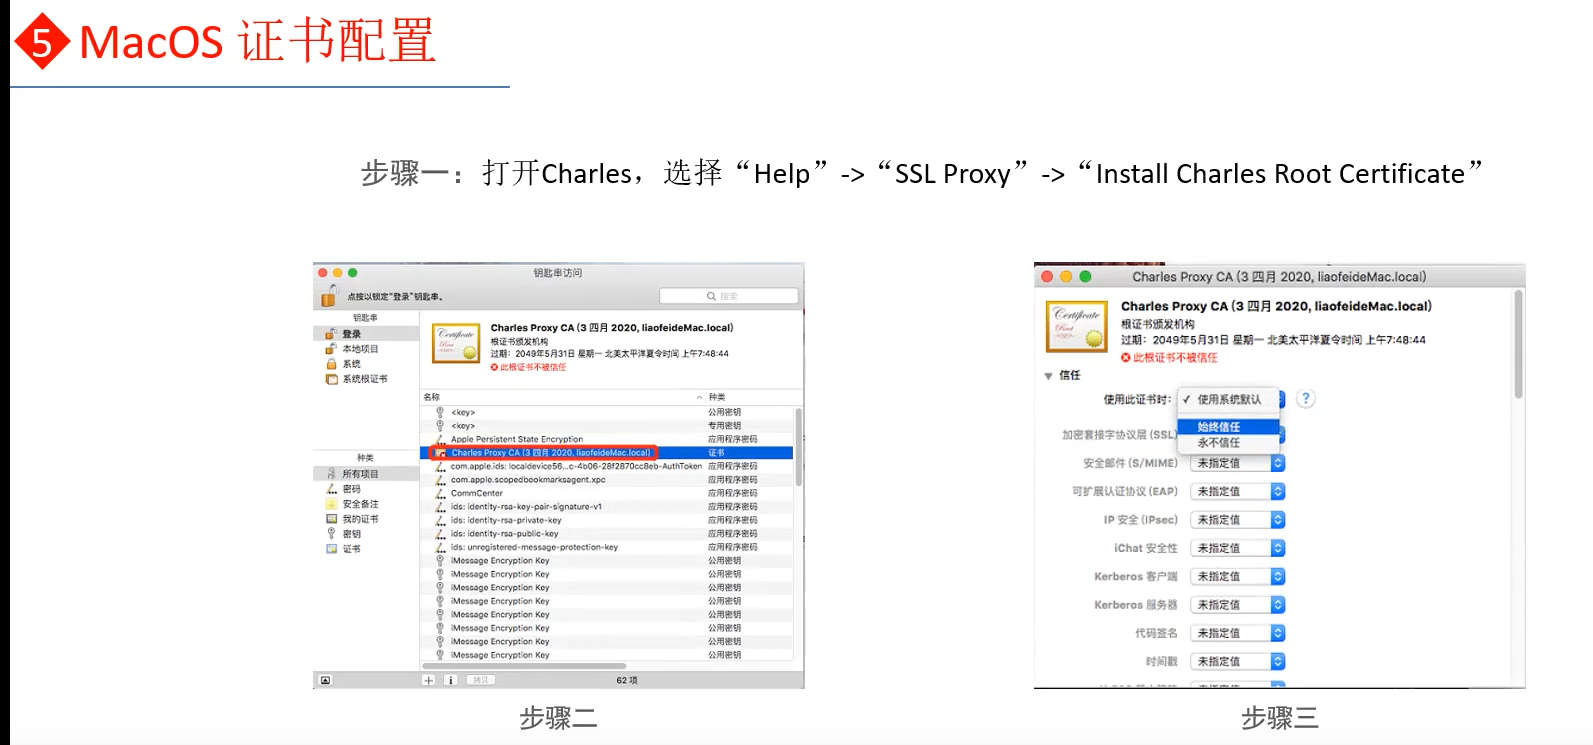 5 MacOS 证书配置
步骤一：打开Charles，选择“Help”->“SSL Proxy”->“Install Charles Root Certificate”
钥匙串访问
点按以锁定“登录”钥匙串。
搜索
钥匙串
登录
本地项目
系统
系统根证书
种类
所有项目
密码
安全备注
我的证书
密钥
证书
Charles Proxy CA (3 四月 2020, liaofeideMac.local)
根证书颁发机构
过期：2049年5月31日 星期一 北美太平洋夏令时间 上午7:48:44
此根证书不被信任
名称 种类
<key> 公用密钥
<key> 专用密钥
Apple Persistent State Encryption 应用程序密码
Charles Proxy CA (3 四月 2020, liaofeideMac.local) 证书
com.apple.ids: localdevice56...c-4b06-28f2870cc8eb-AuthToken 应用程序密码
com.apple.scopedbookmarksagent.xpc 应用程序密码
CommCenter 应用程序密码
ids: identity-rsa-key-pair-signature-v1 应用程序密码
ids: identity-rsa-private-key 应用程序密码
ids: identity-rsa-public-key 应用程序密码
ids: unregistered-message-protection-key 应用程序密码
iMessage Encryption Key 公用密钥
iMessage Encryption Key 公用密钥
iMessage Encryption Key 公用密钥
iMessage Encryption Key 公用密钥
iMessage Encryption Key 公用密钥
iMessage Encryption Key 公用密钥
iMessage Encryption Key 公用密钥
iMessage Encryption Key 公用密钥
拷贝
62 项
步骤二
Charles Proxy CA (3 四月 2020, liaofeideMac.local)
Charles Proxy CA (3 四月 2020, liaofeideMac.local)
根证书颁发机构
过期：2049年5月31日 星期一 北美太平洋夏令时间 上午7:48:44
此根证书不被信任
信任
使用此证书时： ✓ 使用系统默认 ?
始终信任
加密套接字协议层 (SSL)
永不信任
安全邮件 (S/MIME) 未指定值
可扩展认证协议 (EAP) 未指定值
IP 安全 (IPsec) 未指定值
iChat 安全性 未指定值
Kerberos 客户端 未指定值
Kerberos 服务器 未指定值
代码签名 未指定值
时间戳 未指定值
步骤三